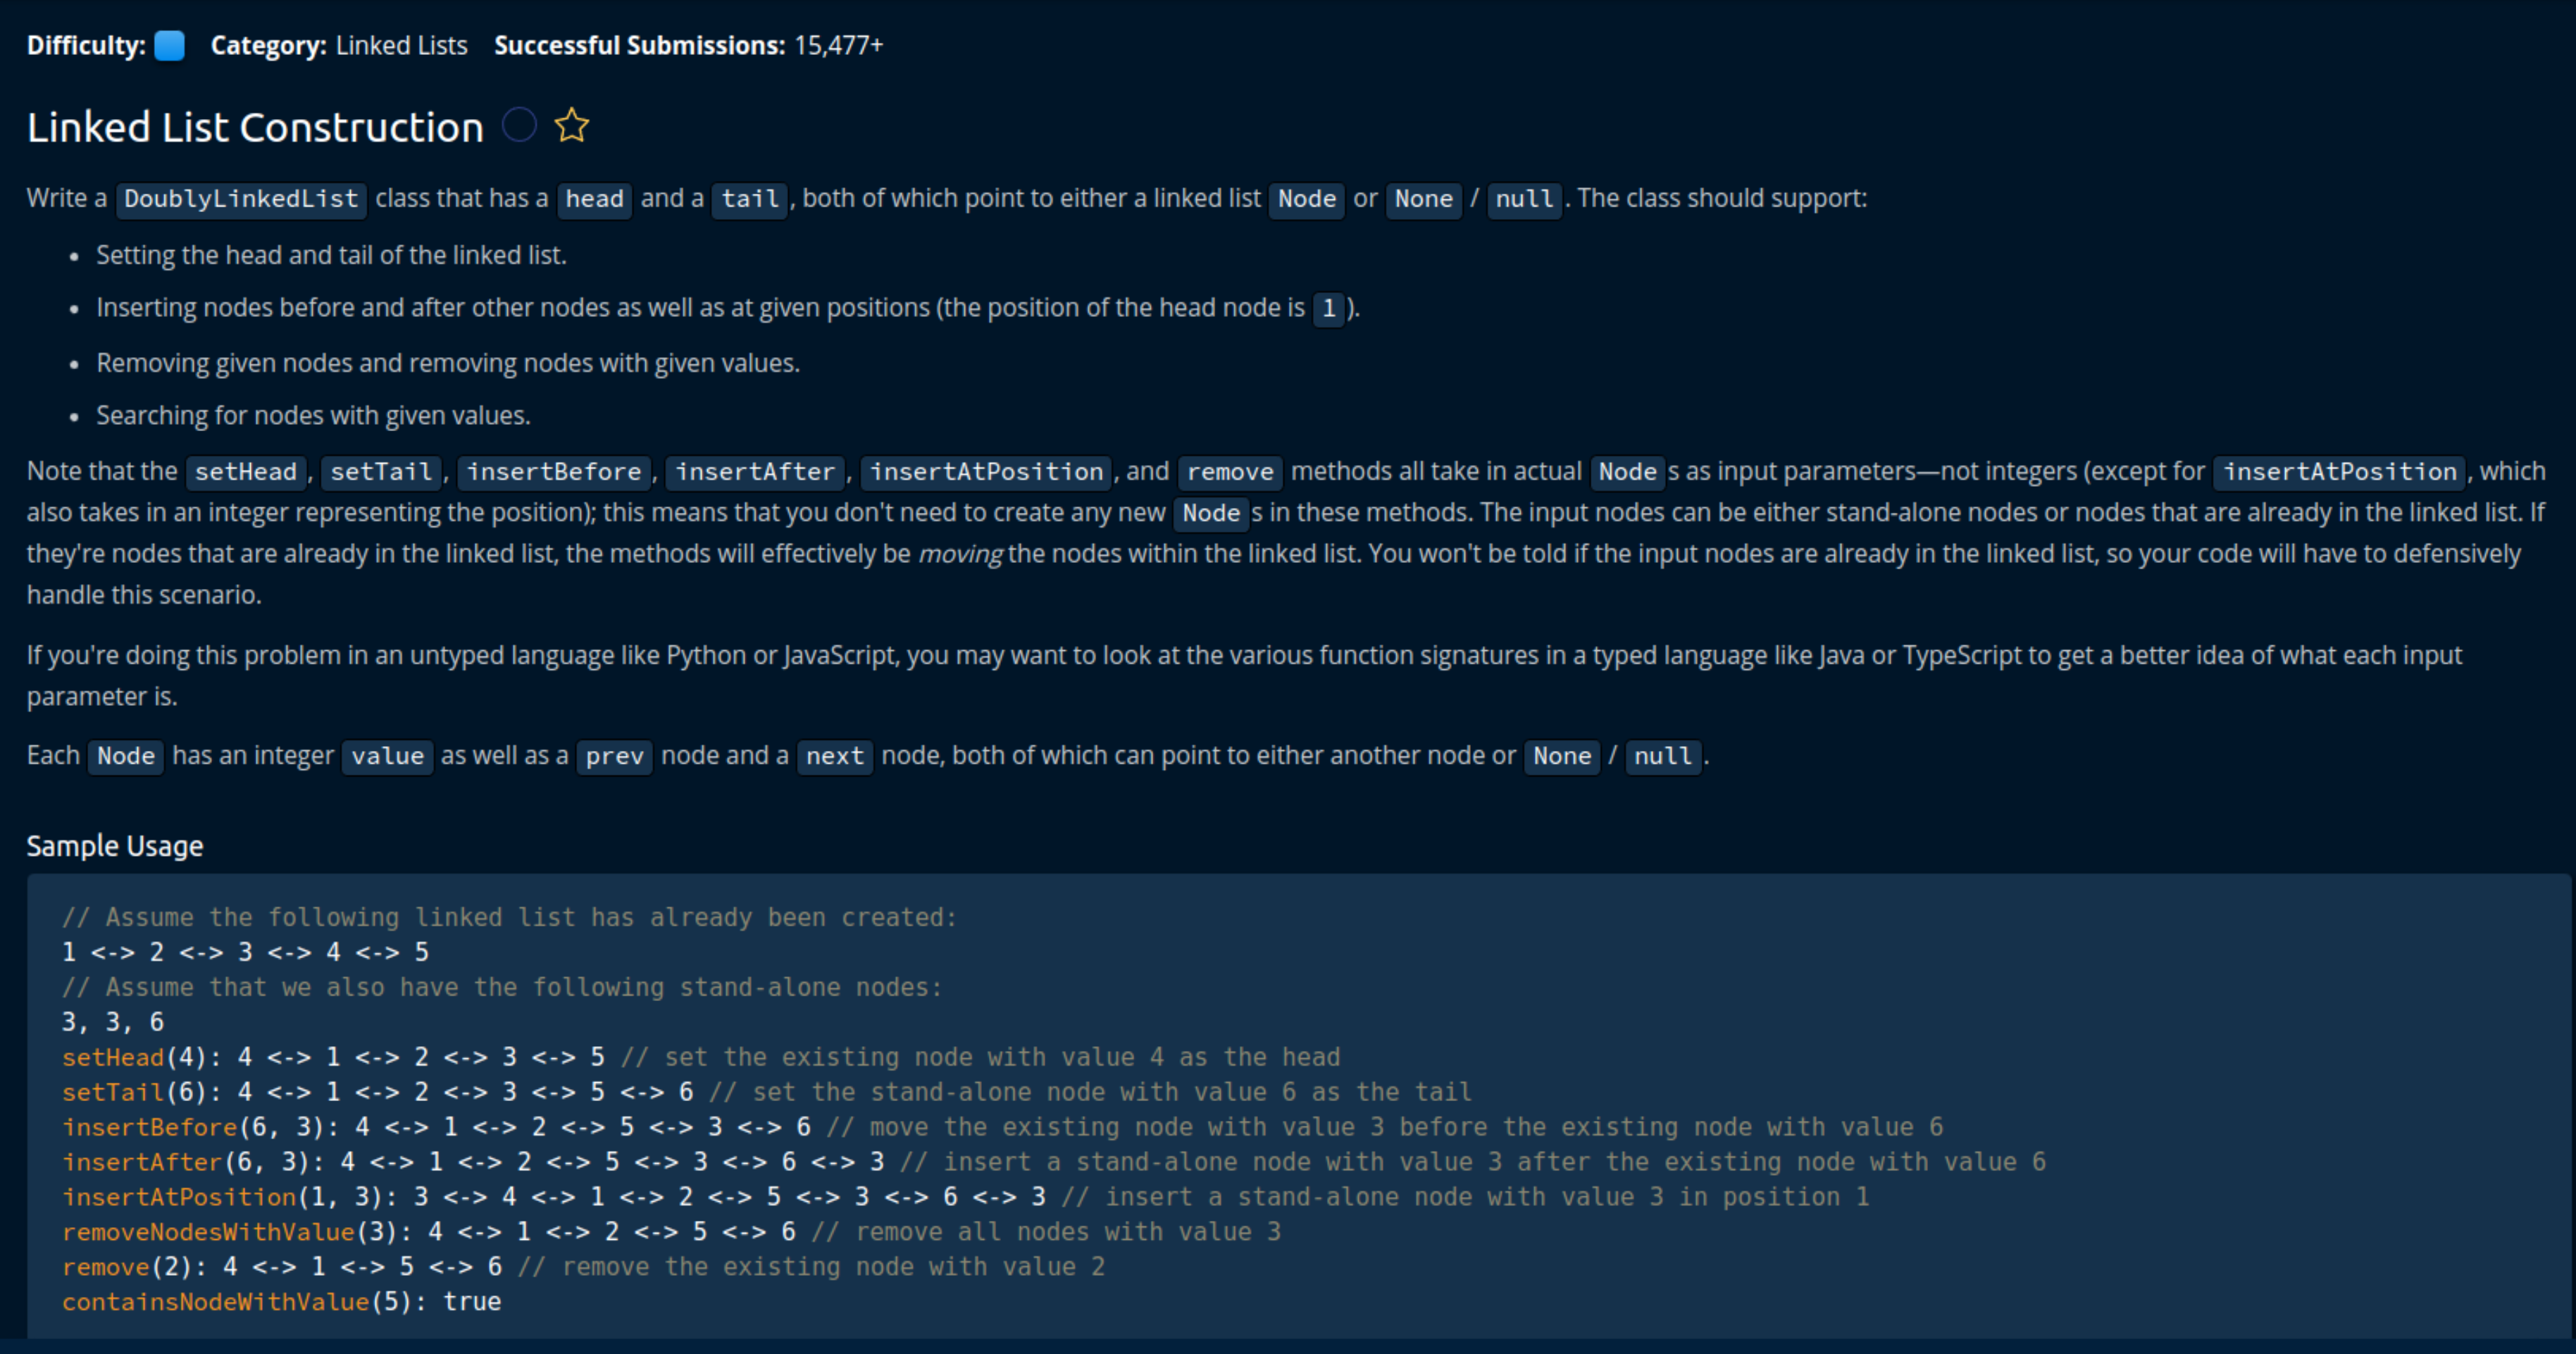 Difficulty: Category: Linked Lists Successful Submissions: 15,477+
Linked List Construction
Write a DoublyLinkedList class that has a head and a tail, both of which point to either a linked list Node or None / null. The class should support:
• Setting the head and tail of the linked list.
• Inserting nodes before and after other nodes as well as at given positions (the position of the head node is 1).
• Removing given nodes and removing nodes with given values.
• Searching for nodes with given values.
Note that the setHead, setTail, insertBefore, insertAfter, insertAtPosition, and remove methods all take in actual Nodes as input parameters—not integers (except for insertAtPosition, which
also takes in an integer representing the position); this means that you don't need to create any new Nodes in these methods. The input nodes can be either stand-alone nodes or nodes that are already in the linked list. If
they're nodes that are already in the linked list, the methods will effectively be moving the nodes within the linked list. You won't be told if the input nodes are already in the linked list, so your code will have to defensively
handle this scenario.
If you're doing this problem in an untyped language like Python or JavaScript, you may want to look at the various function signatures in a typed language like Java or TypeScript to get a better idea of what each input
parameter is.
Each Node has an integer value as well as a prev node and a next node, both of which can point to either another node or None / null.
Sample Usage
// Assume the following linked list has already been created:
1 <-> 2 <-> 3 <-> 4 <-> 5
// Assume that we also have the following stand-alone nodes:
3, 3, 6
setHead(4): 4 <-> 1 <-> 2 <-> 3 <-> 5 // set the existing node with value 4 as the head
setTail(6): 4 <-> 1 <-> 2 <-> 3 <-> 5 <-> 6 // set the stand-alone node with value 6 as the tail
insertBefore(6, 3): 4 <-> 1 <-> 2 <-> 5 <-> 3 <-> 6 // move the existing node with value 3 before the existing node with value 6
insertAfter(6, 3): 4 <-> 1 <-> 2 <-> 5 <-> 3 <-> 6 <-> 3 // insert a stand-alone node with value 3 after the existing node with value 6
insertAtPosition(1, 3): 3 <-> 4 <-> 1 <-> 2 <-> 5 <-> 3 <-> 6 <-> 3 // insert a stand-alone node with value 3 in position 1
removeNodesWithValue(3): 4 <-> 1 <-> 2 <-> 5 <-> 6 // remove all nodes with value 3
remove(2): 4 <-> 1 <-> 5 <-> 6 // remove the existing node with value 2
containsNodeWithValue(5): true